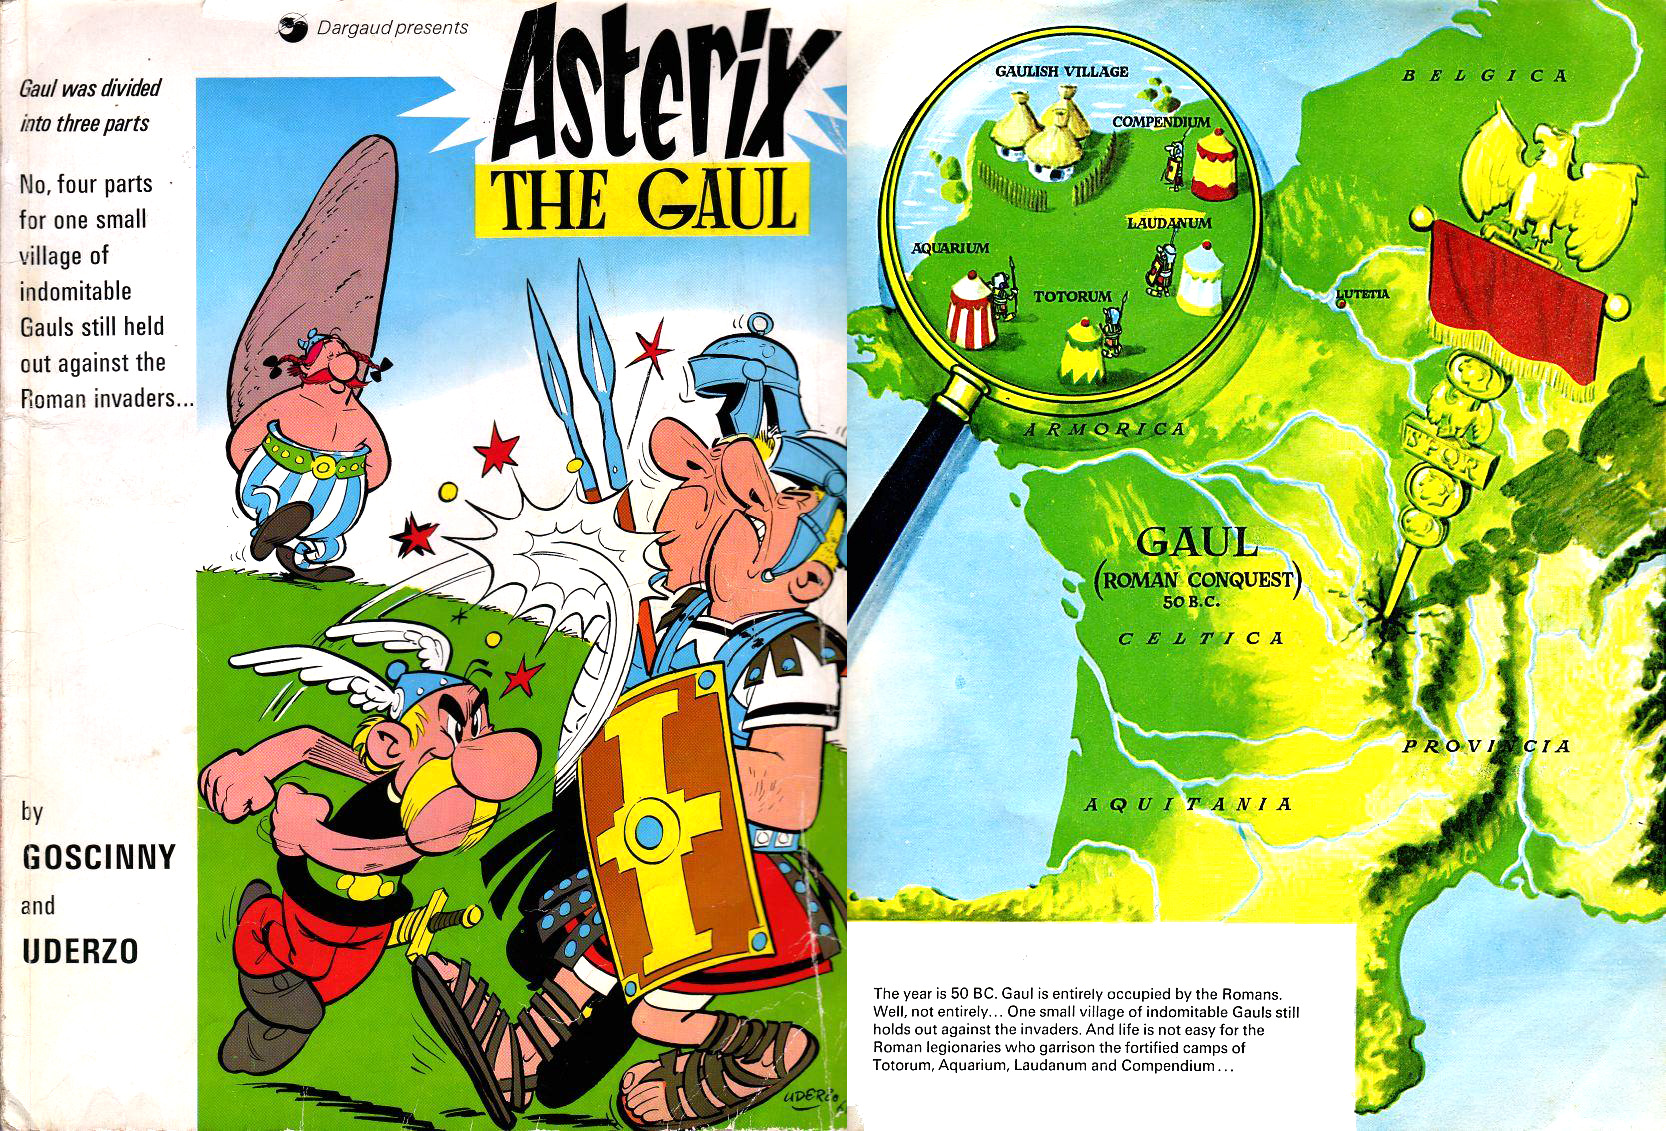 Dargaud presents
Asterix
THE GAUL
Gaul was divided
into three parts
No, four parts
for one small
village of
indomitable
Gauls still held
out against the
Roman invaders...
by
GOSCINNY
and
UDERZO
UDERZO
GAULISH VILLAGE
COMPENDIUM
LAUDANUM
AQUARIUM
TOTORUM
BELGICA
LUTETIA
SPQR
ARMORICA
GAUL
(ROMAN CONQUEST)
50 B.C.
CELTICA
PROVINCIA
AQUITANIA
The year is 50 BC. Gaul is entirely occupied by the Romans.
Well, not entirely... One small village of indomitable Gauls still
holds out against the invaders. And life is not easy for the
Roman legionaries who garrison the fortified camps of
Totorum, Aquarium, Laudanum and Compendium...